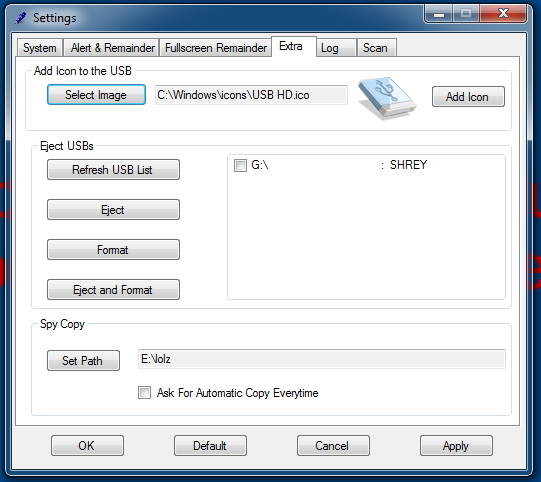 Settings
System Alert & Remainder Fullscreen Remainder Extra Log Scan
Add Icon to the USB
Select Image C:\Windows\icons\USB HD.ico Add Icon
Eject USBs
Refresh USB List
G:\ : SHREY
Eject
Format
Eject and Format
Spy Copy
Set Path E:\lolz
Ask For Automatic Copy Everytime
OK Default Cancel Apply